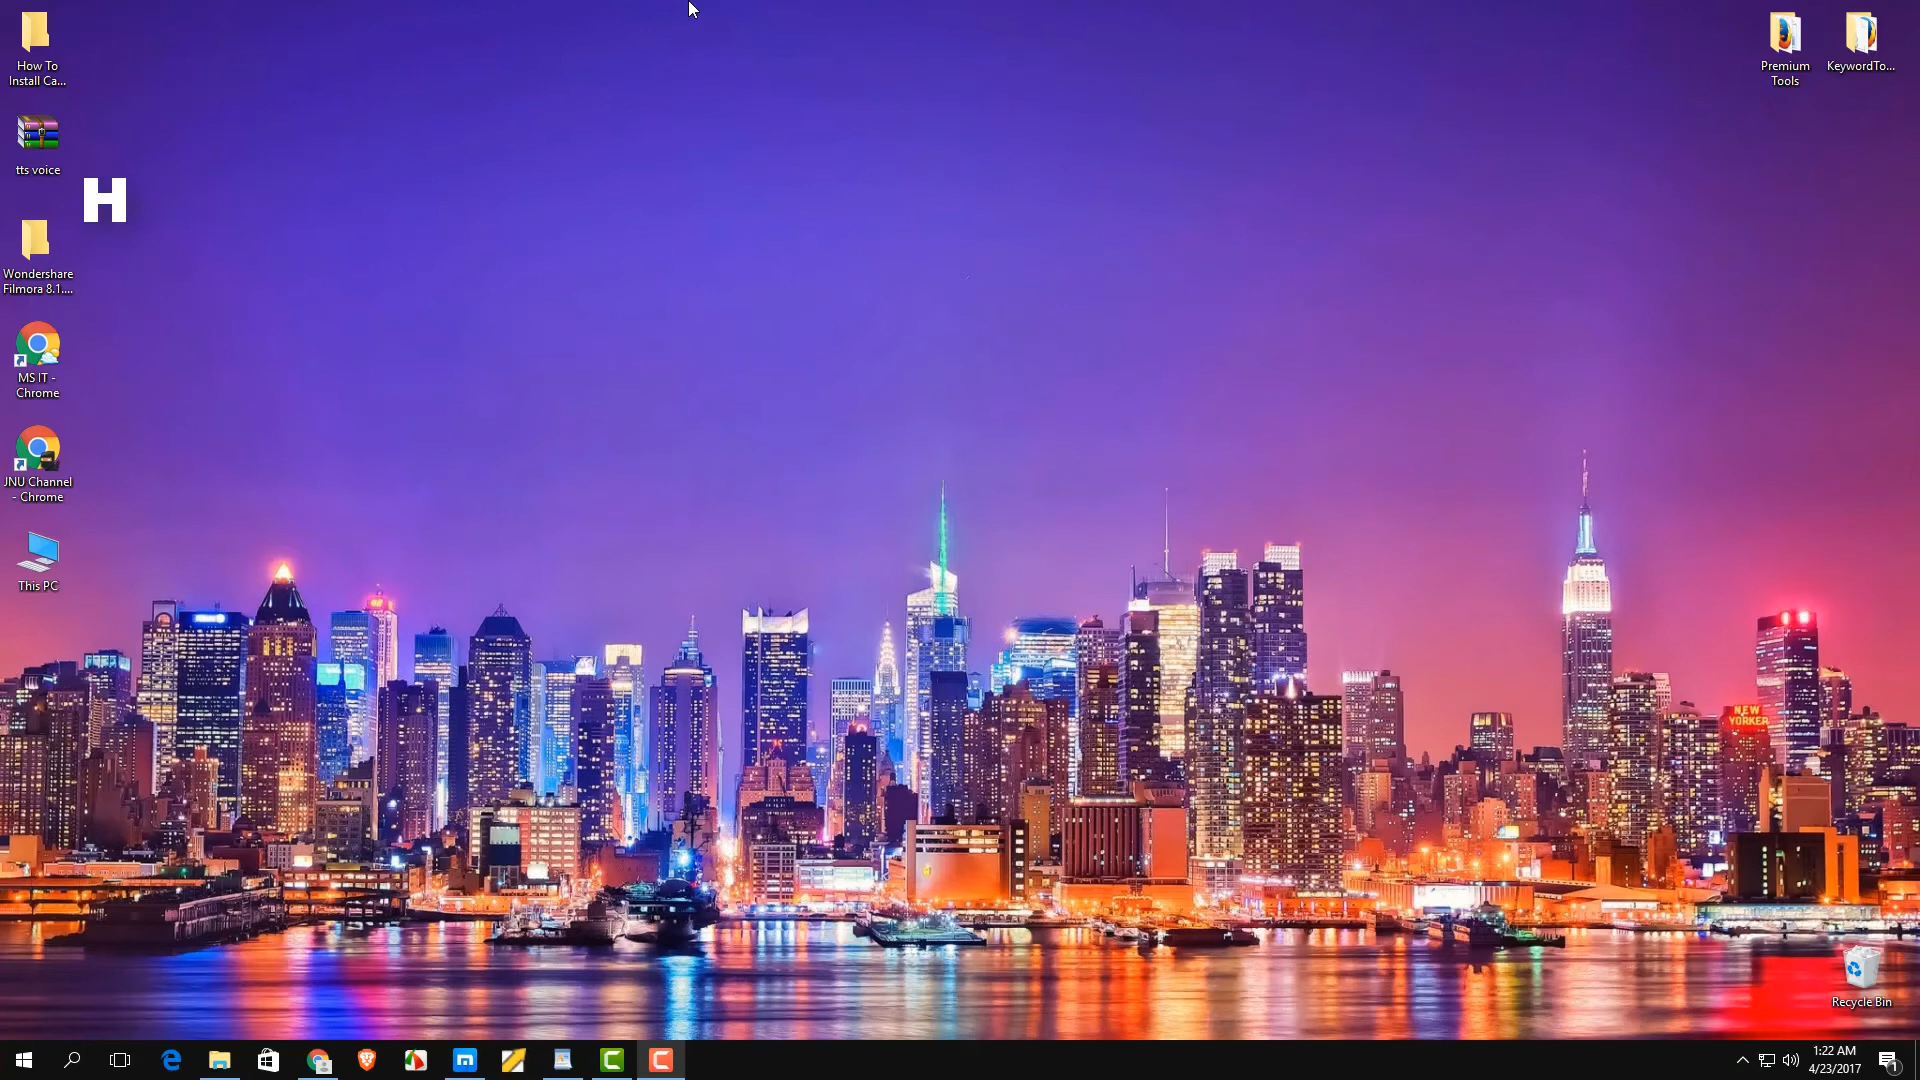 How To
Install Ca...
tts voice
H
Wondershare
Filmora 8.1....
MS IT -
Chrome
JNU Channel
- Chrome
This PC
Premium
Tools
KeywordTo...
NEW
YORKER
Recycle Bin
1:22 AM
4/23/2017
1